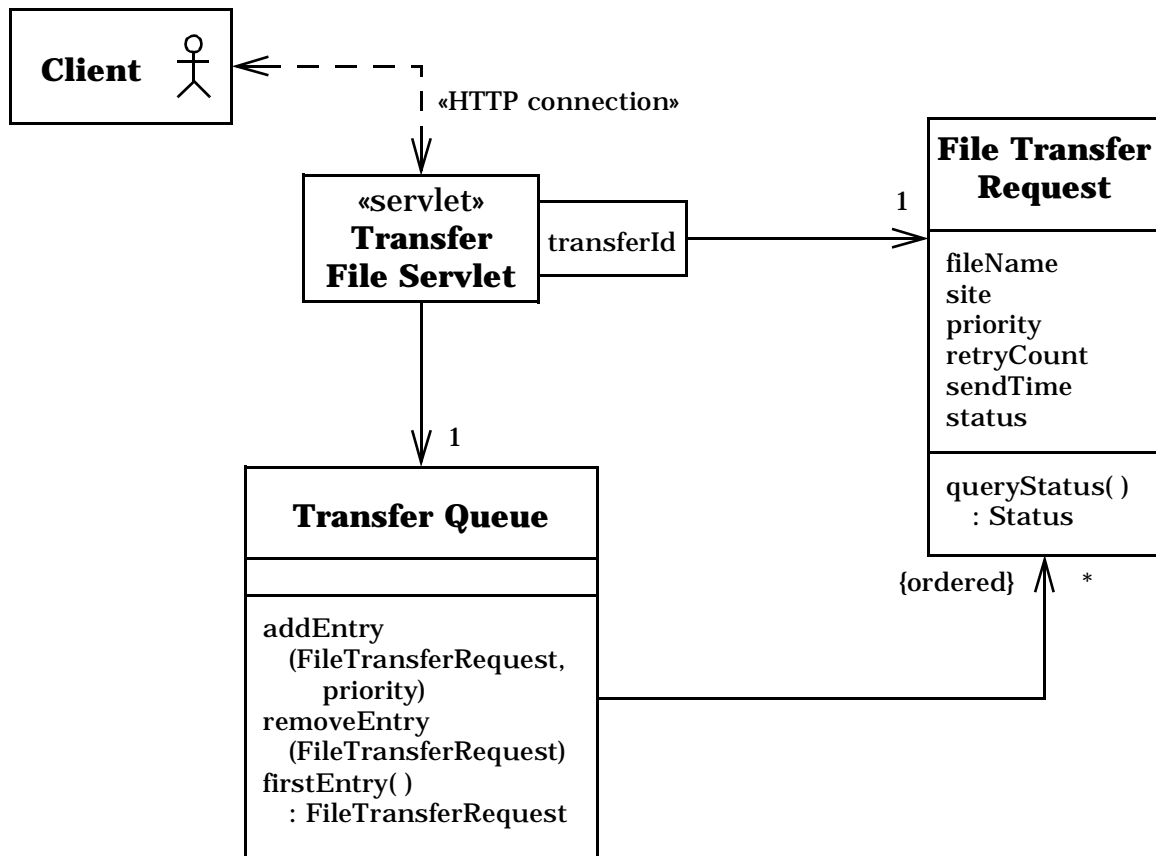 Client
«HTTP connection»
«servlet»
Transfer
File Servlet
transferId
1
File Transfer
Request
fileName
site
priority
retryCount
sendTime
status
queryStatus( )
: Status
1
Transfer Queue
addEntry
(FileTransferRequest,
priority)
removeEntry
(FileTransferRequest)
firstEntry( )
: FileTransferRequest
{ordered} *